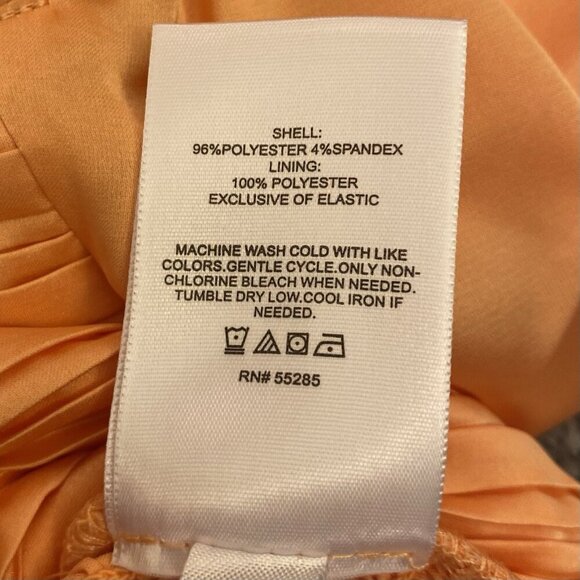 SHELL:
96%POLYESTER 4%SPANDEX
LINING:
100% POLYESTER
EXCLUSIVE OF ELASTIC
MACHINE WASH COLD WITH LIKE
COLORS.GENTLE CYCLE.ONLY NON-
CHLORINE BLEACH WHEN NEEDED.
TUMBLE DRY LOW.COOL IRON IF
NEEDED.
RN# 55285